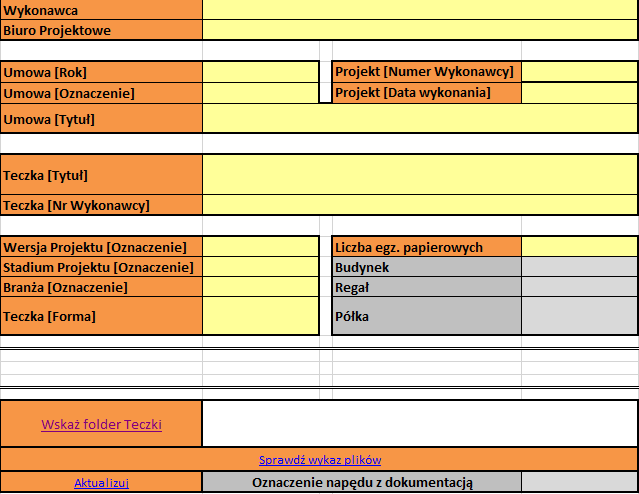 Wykonawca
Biuro Projektowe
Umowa [Rok]
Projekt [Numer Wykonawcy]
Umowa [Oznaczenie]
Projekt [Data wykonania]
Umowa [Tytuł]
Teczka [Tytuł]
Teczka [Nr Wykonawcy]
Wersja Projektu [Oznaczenie]
Liczba egz. papierowych
Stadium Projektu [Oznaczenie]
Budynek
Branża [Oznaczenie]
Regał
Teczka [Forma]
Półka
Wskaż folder Teczki
Sprawdź wykaz plików
Aktualizuj
Oznaczenie napędu z dokumentacją